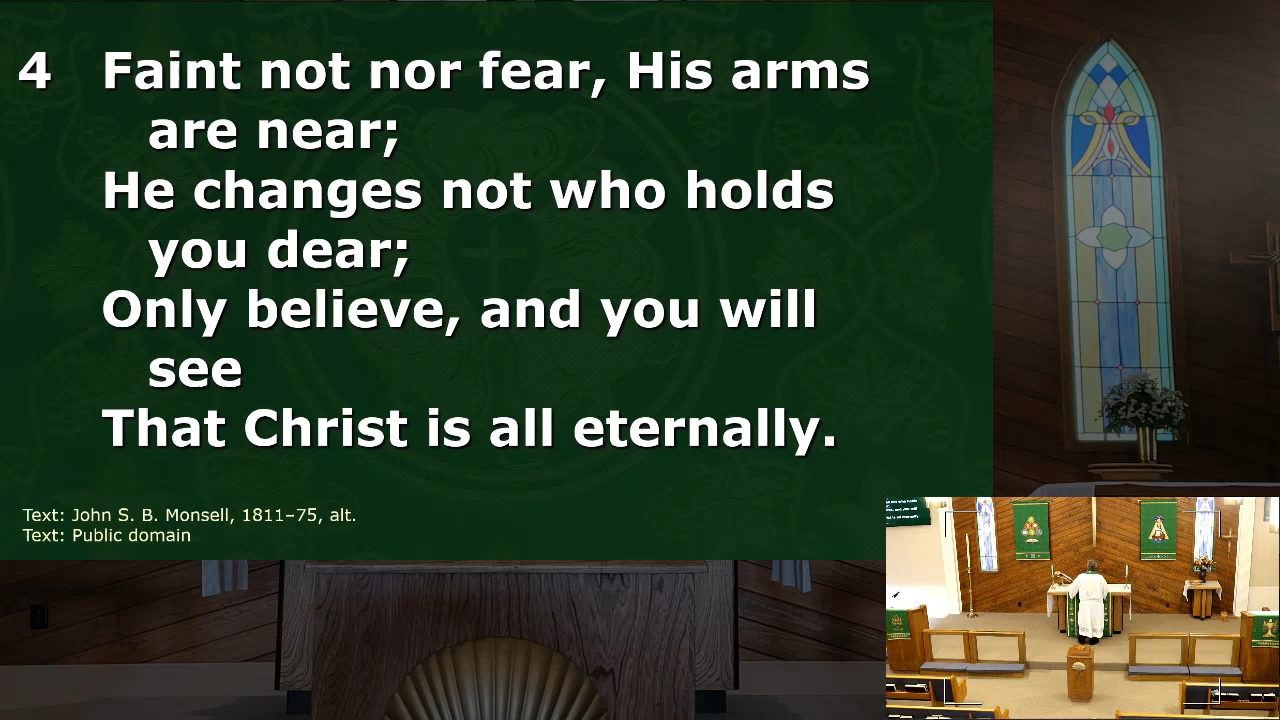 4 Faint not nor fear, His arms
are near;
He changes not who holds
you dear;
Only believe, and you will
see
That Christ is all eternally.
Text: John S. B. Monsell, 1811–75, alt.
Text: Public domain